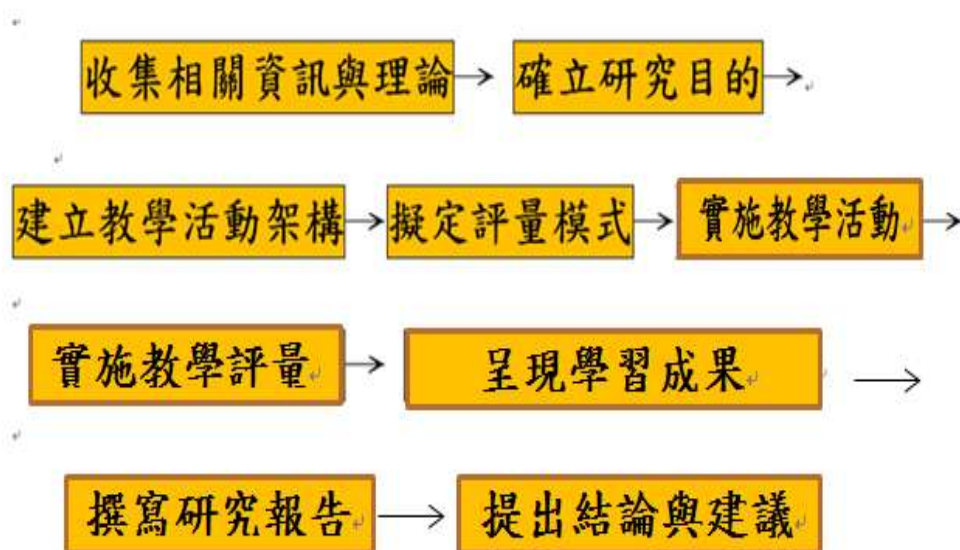 收集相關資訊與理論→ 確立研究目的→
建立教學活動架構→擬定評量模式→實施教學活動→
實施教學評量→呈現學習成果→
撰寫研究報告→提出結論與建議